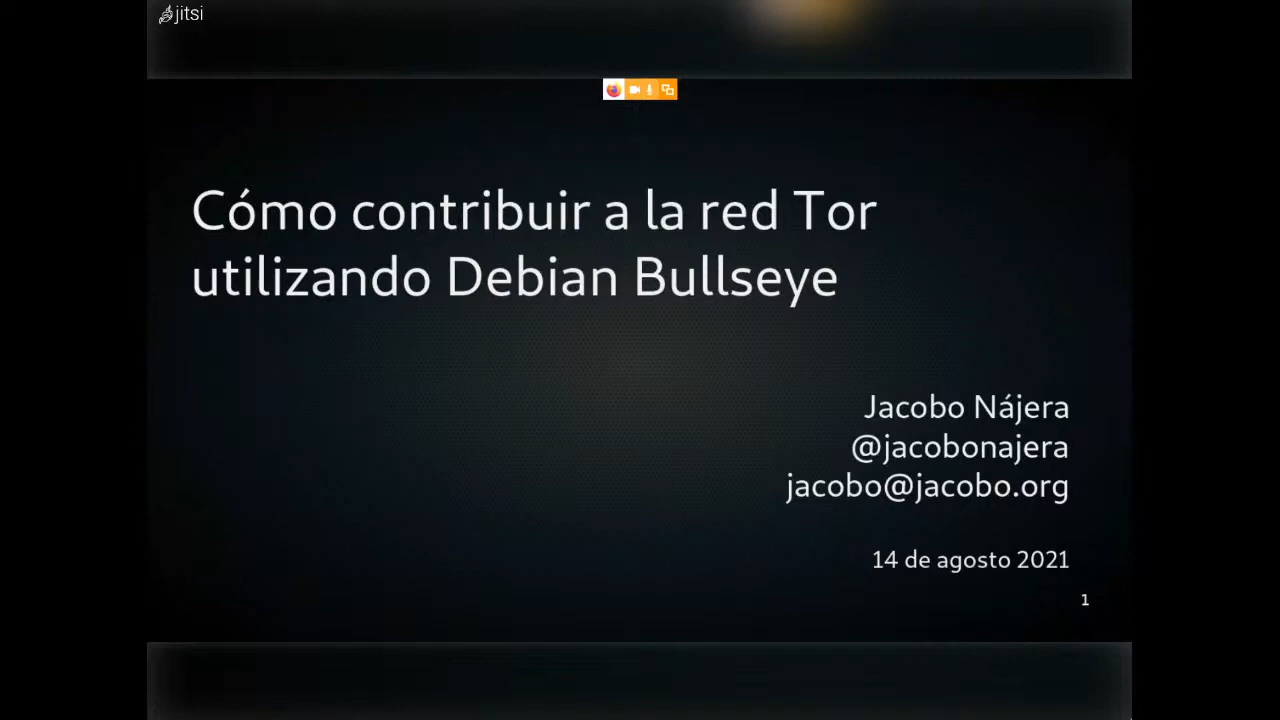 jitsi
Cómo contribuir a la red Tor
utilizando Debian Bullseye
Jacobo Nájera
@jacobonajera
jacobo@jacobo.org
14 de agosto 2021
1